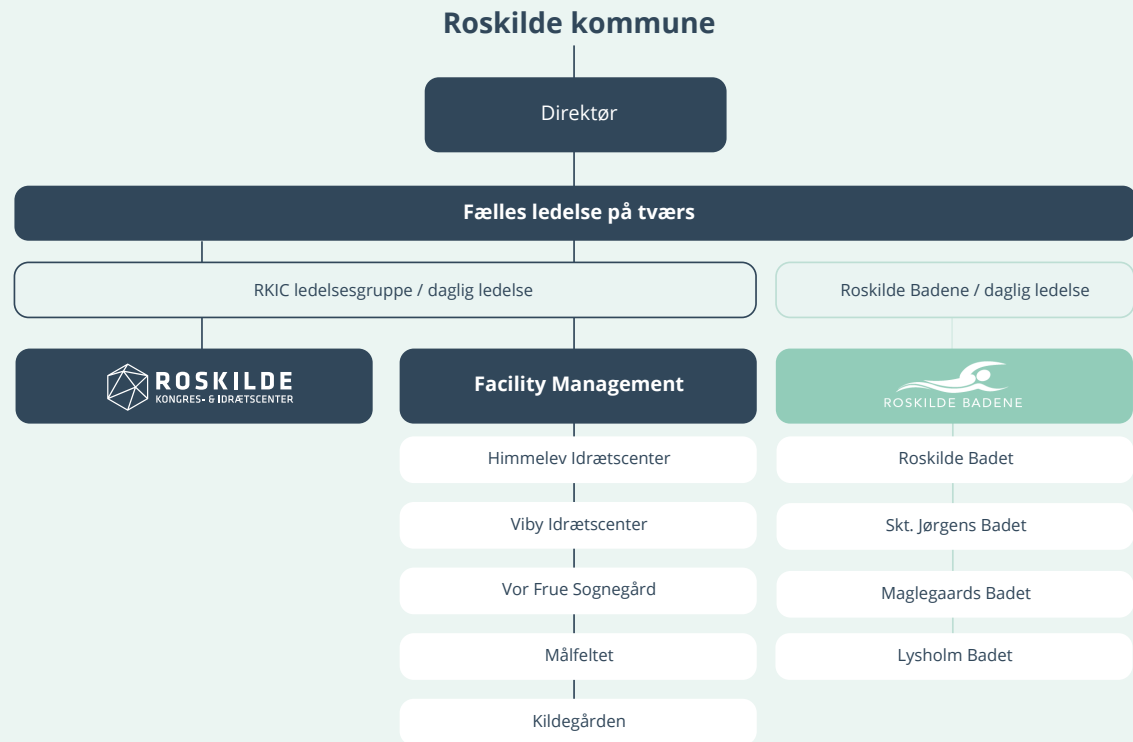 Roskilde kommune
Direktør
Fælles ledelse på tværs
RKIC ledelsesgruppe / daglig ledelse
Roskilde Badene / daglig ledelse
ROSKILDE
KONGRES- & IDRÆTSCENTER
Facility Management
ROSKILDE BADENE
Himmelev Idrætscenter
Viby Idrætscenter
Vor Frue Sognegård
Målfeltet
Kildegården
Roskilde Badet
Skt. Jørgens Badet
Maglegaards Badet
Lysholm Badet